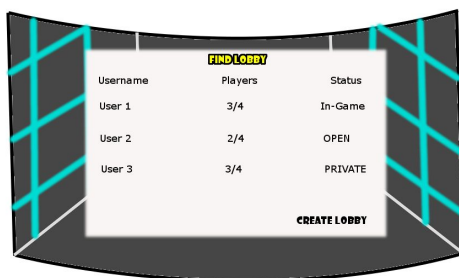 FIND LOBBY
Username Players Status
User 1 3/4 In-Game
User 2 2/4 OPEN
User 3 3/4 PRIVATE
CREATE LOBBY